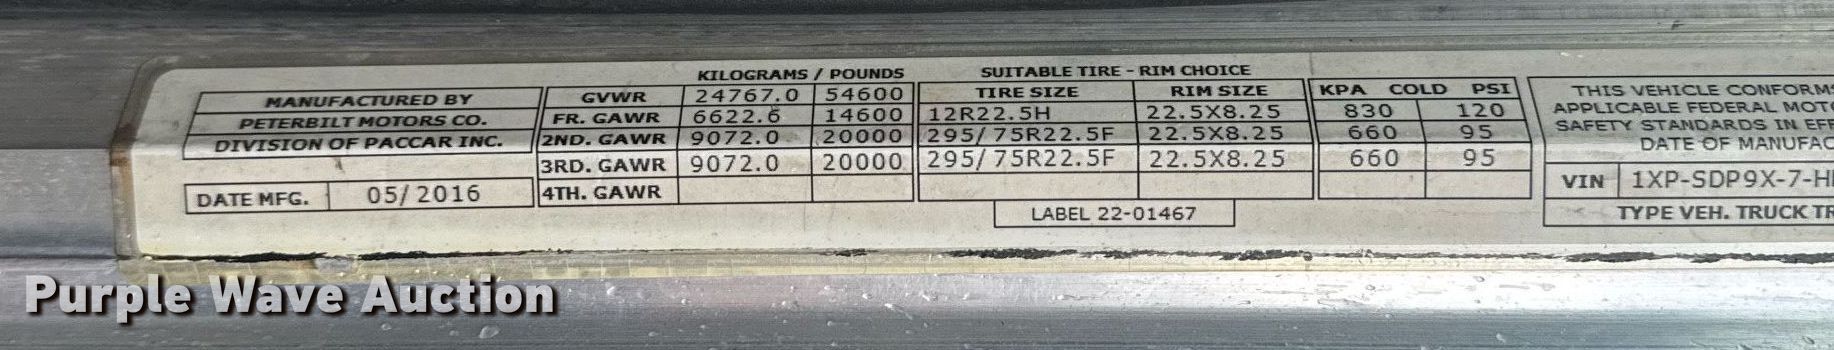 KILOGRAMS / POUNDS SUITABLE TIRE - RIM CHOICE
MANUFACTURED BY
PETERBILT MOTORS CO.
DIVISION OF PACCAR INC.
DATE MFG. 05/2016
GVWR 24767.0 54600 TIRE SIZE RIM SIZE KPA COLD PSI
FR. GAWR 6622.6 14600 12R22.5H 22.5X8.25 830 120
2ND. GAWR 9072.0 20000 295/75R22.5F 22.5X8.25 660 95
3RD. GAWR 9072.0 20000 295/75R22.5F 22.5X8.25 660 95
4TH. GAWR
LABEL 22-01467
THIS VEHICLE CONFORMS
APPLICABLE FEDERAL MOT
SAFETY STANDARDS IN EFF
DATE OF MANUFAC
VIN 1XP-SDP9X-7-H
TYPE VEH. TRUCK TR
Purple Wave Auction